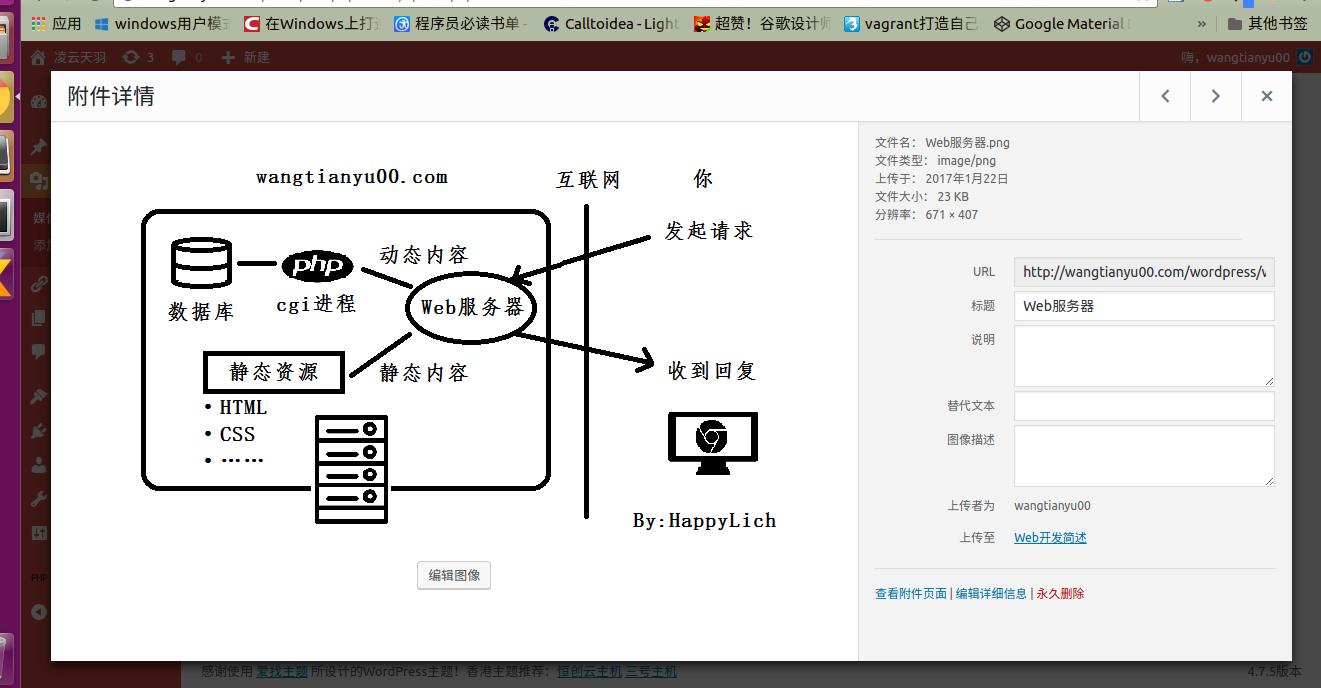 应用
windows用户模式
在Windows上打造
程序员必读书单 -
Calltoidea - Light
超赞！谷歌设计师
vagrant打造自己
Google Material
»
其他书签
凌云天羽
3
0
新建
嗨，wangtianyu00
附件详情
wangtianyu00.com
互联网
你
发起请求
动态内容
php
Web服务器
数据库
cgi进程
静态资源
静态内容
收到回复
• HTML
• CSS
• ……
By:HappyLich
编辑图像
文件名： Web服务器.png
文件类型： image/png
上传于： 2017年1月22日
文件大小： 23 KB
分辨率： 671 × 407
URL
http://wangtianyu00.com/wordpress/w
标题
Web服务器
说明
替代文本
图像描述
上传者为
wangtianyu00
上传至
Web开发简述
查看附件页面 | 编辑详细信息 | 永久删除
PHP
感谢使用 爱找主题 所设计的WordPress主题！香港主题推荐：恒创云主机 三号主机
4.7.5版本